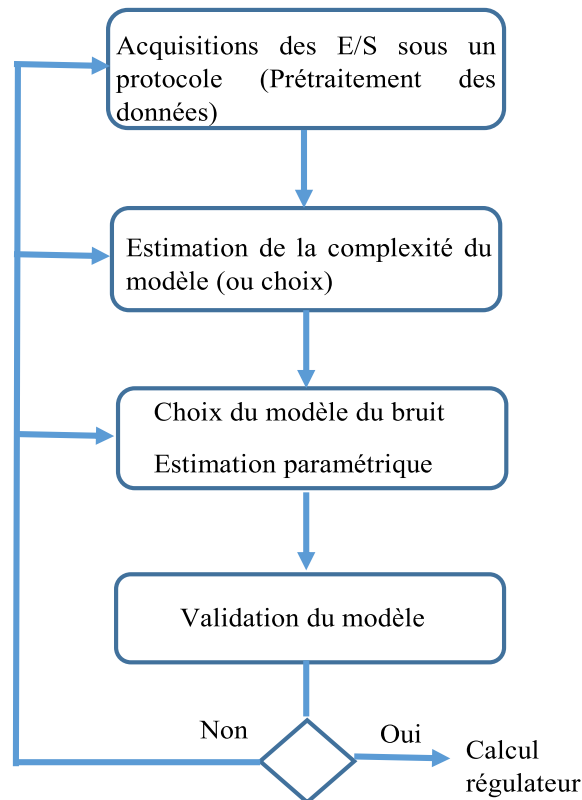 Acquisitions des E/S sous un
protocole (Prétraitement des
données)
Estimation de la complexité du
modèle (ou choix)
Choix du modèle du bruit
Estimation paramétrique
Validation du modèle
Non
Oui
Calcul
régulateur